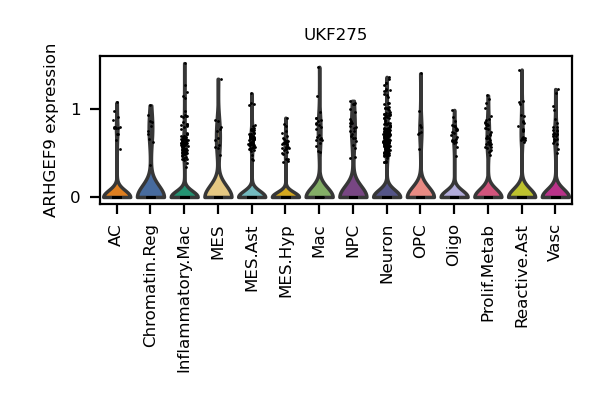 UKF275
ARHGEF9 expression
1
0
AC
Chromatin.Reg
Inflammatory.Mac
MES
MES.Ast
MES.Hyp
Mac
NPC
Neuron
OPC
Oligo
Prolif.Metab
Reactive.Ast
Vasc